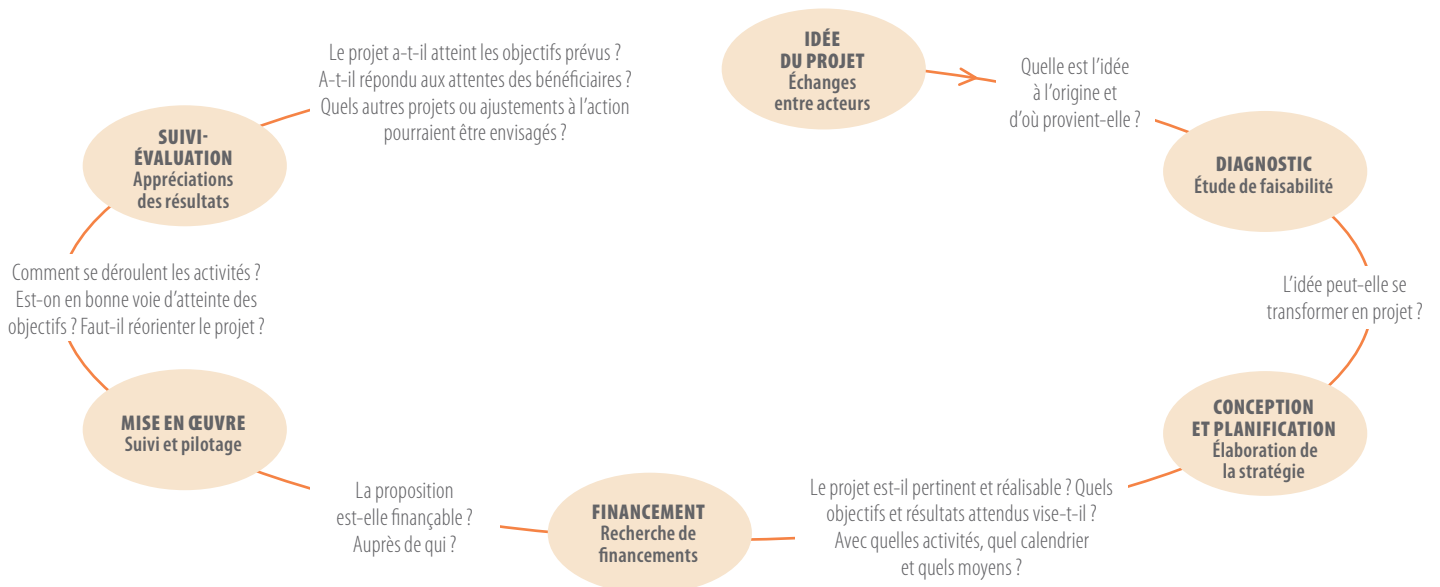 IDÉE
DU PROJET
Échanges
entre acteurs
Quelle est l’idée
à l’origine et
d’où provient-elle ?
DIAGNOSTIC
Étude de faisabilité
L’idée peut-elle se
transformer en projet ?
CONCEPTION
ET PLANIFICATION
Élaboration de
la stratégie
Le projet est-il pertinent et réalisable ? Quels
objectifs et résultats attendus vise-t-il ?
Avec quelles activités, quel calendrier
et quels moyens ?
FINANCEMENT
Recherche de
financements
La proposition
est-elle finançable ?
Auprès de qui ?
MISE EN ŒUVRE
Suivi et pilotage
Comment se déroulent les activités ?
Est-on en bonne voie d’atteinte des
objectifs ? Faut-il réorienter le projet ?
SUIVI-
ÉVALUATION
Appréciations
des résultats
Le projet a-t-il atteint les objectifs prévus ?
A-t-il répondu aux attentes des bénéficiaires ?
Quels autres projets ou ajustements à l’action
pourraient être envisagés ?